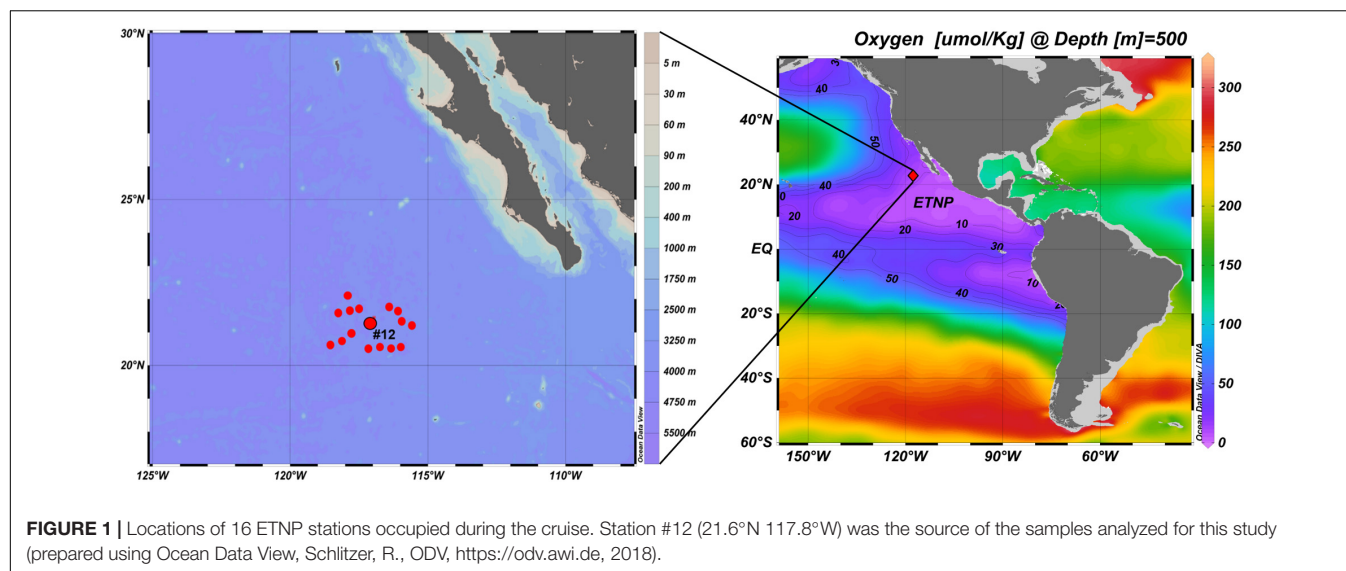 Oxygen [umol/Kg] @ Depth [m]=500
30°N
25°N
20°N
125°W
120°W
115°W
110°W
#12
5 m
30 m
60 m
90 m
200 m
400 m
1000 m
1750 m
2500 m
3250 m
4000 m
4750 m
5500 m
Ocean Data View
40°N
20°N
EQ
20°S
40°S
60°S
150°W
120°W
90°W
60°W
40
50
40
20
ETNP
20
10
30
40
50
40
10
Ocean Data View / DIVA
300
250
200
150
100
50
0
FIGURE 1 | Locations of 16 ETNP stations occupied during the cruise. Station #12 (21.6°N 117.8°W) was the source of the samples analyzed for this study
(prepared using Ocean Data View, Schlitzer, R., ODV, https://odv.awi.de, 2018).